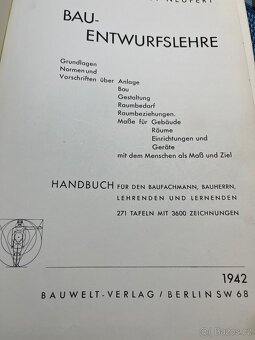 NEUFERT
BAU-
ENTWURFSLEHRE
Grundlagen
Normen und
Vorschriften über Anlage
Bau
Gestaltung
Raumbedarf
Raumbeziehungen.
Maße für Gebäude
Räume
Einrichtungen und
Geräte
mit dem Menschen als Maß und Ziel
HANDBUCH FÜR DEN BAUFACHMANN, BAUHERRN,
LEHRENDEN UND LERNENDEN
271 TAFELN MIT 3600 ZEICHNUNGEN
1942
BAUWELT-VERLAG / BERLIN SW 68